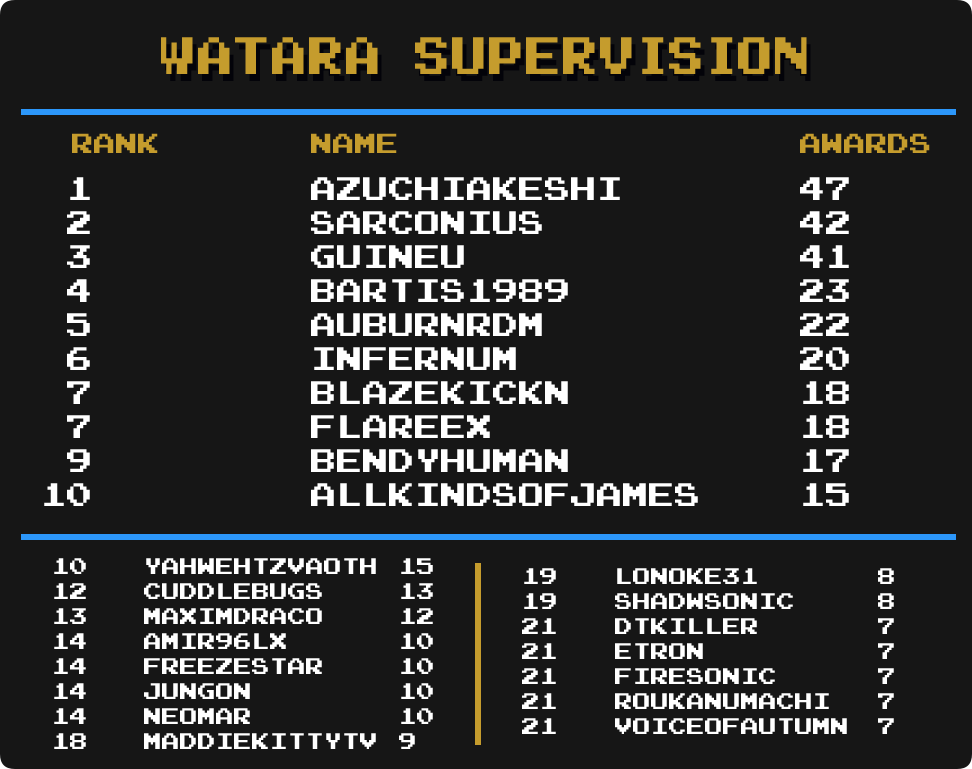 WATARA SUPERVISION
RANK NAME AWARDS
1 AZUCHIAKESHI 47
2 SARCONIUS 42
3 GUINEU 41
4 BARTIS1989 23
5 AUBURNRDM 22
6 INFERNUM 20
7 BLAZEKICKN 18
7 FLAREEX 18
9 BENDYHUMAN 17
10 ALLKINDSOFJAMES 15
10 YAHWEHTZVAOTH 15
12 CUDDLEBUGS 13
13 MAXIMDRACO 12
14 AMIR96LX 10
14 FREEZESTAR 10
14 JUNGON 10
14 NEOMAR 10
18 MADDIEKITTYTV 9
19 LONOKE31 8
19 SHADWSONIC 8
21 DTKILLER 7
21 ETRON 7
21 FIRESONIC 7
21 ROUKANUMACHI 7
21 VOICEOFAUTUMN 7